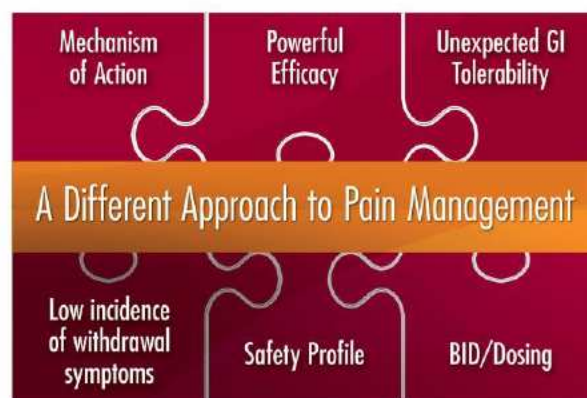 Mechanism
of Action
Powerful
Efficacy
Unexpected GI
Tolerability
A Different Approach to Pain Management
Low incidence
of withdrawal
symptoms
Safety Profile
BID/Dosing